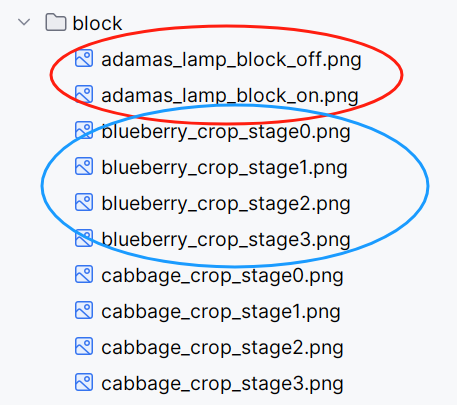 block
adamas_lamp_block_off.png
adamas_lamp_block_on.png
blueberry_crop_stage0.png
blueberry_crop_stage1.png
blueberry_crop_stage2.png
blueberry_crop_stage3.png
cabbage_crop_stage0.png
cabbage_crop_stage1.png
cabbage_crop_stage2.png
cabbage_crop_stage3.png